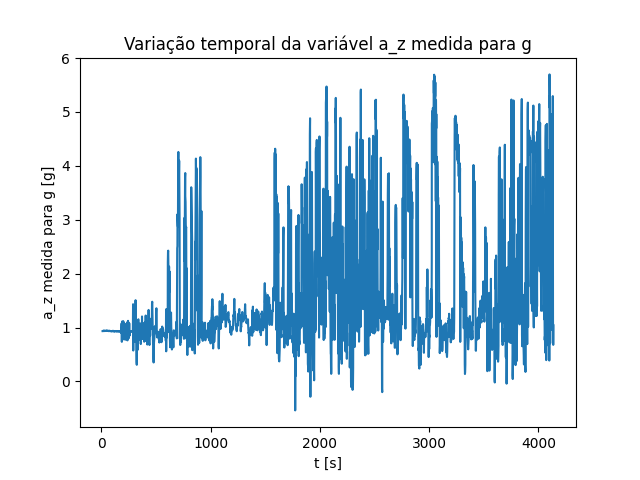 Variação temporal da variável a_z medida para g
a_z medida para g [g]
6
5
4
3
2
1
0
0 1000 2000 3000 4000
t [s]